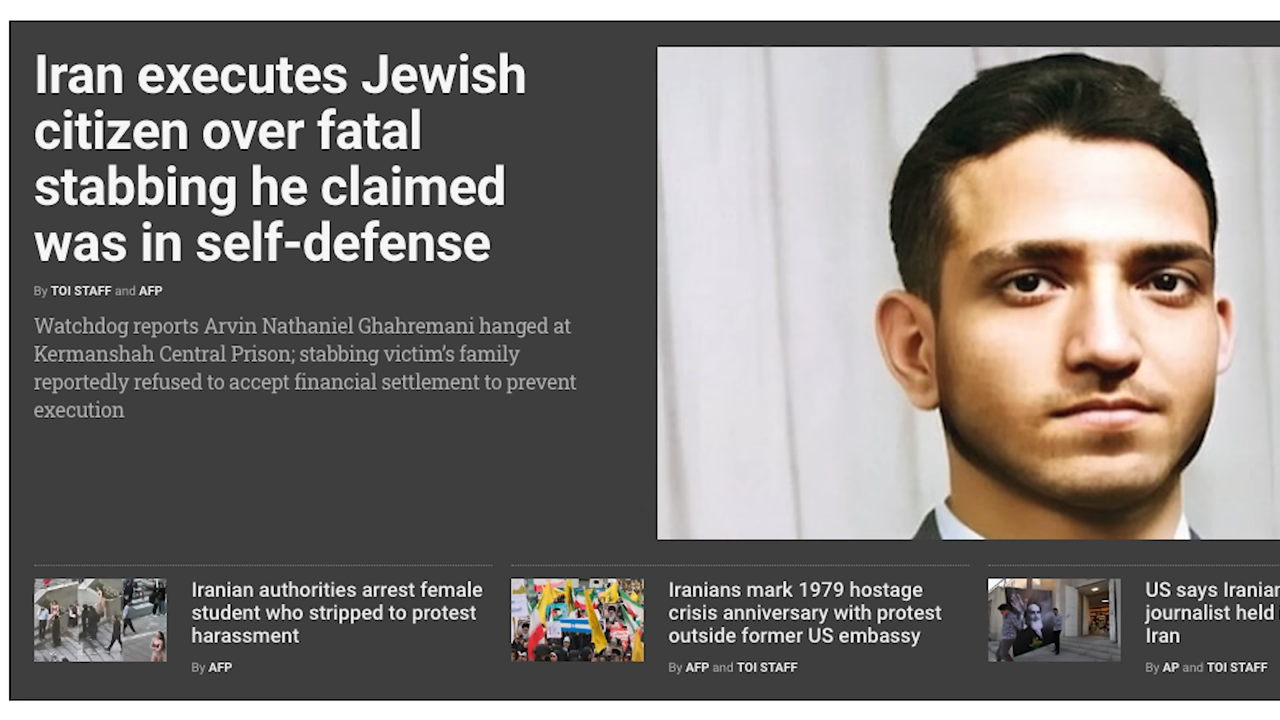 Iran executes Jewish
citizen over fatal
stabbing he claimed
was in self-defense
By TOI STAFF and AFP
Watchdog reports Arvin Nathaniel Ghahremani hanged at
Kermanshah Central Prison; stabbing victim's family
reportedly refused to accept financial settlement to prevent
execution
Iranian authorities arrest female
student who stripped to protest
harassment
By AFP
Iranians mark 1979 hostage
crisis anniversary with protest
outside former US embassy
By AFP and TOI STAFF
US says Iranian
journalist held
Iran
By AP and TOI STAFF